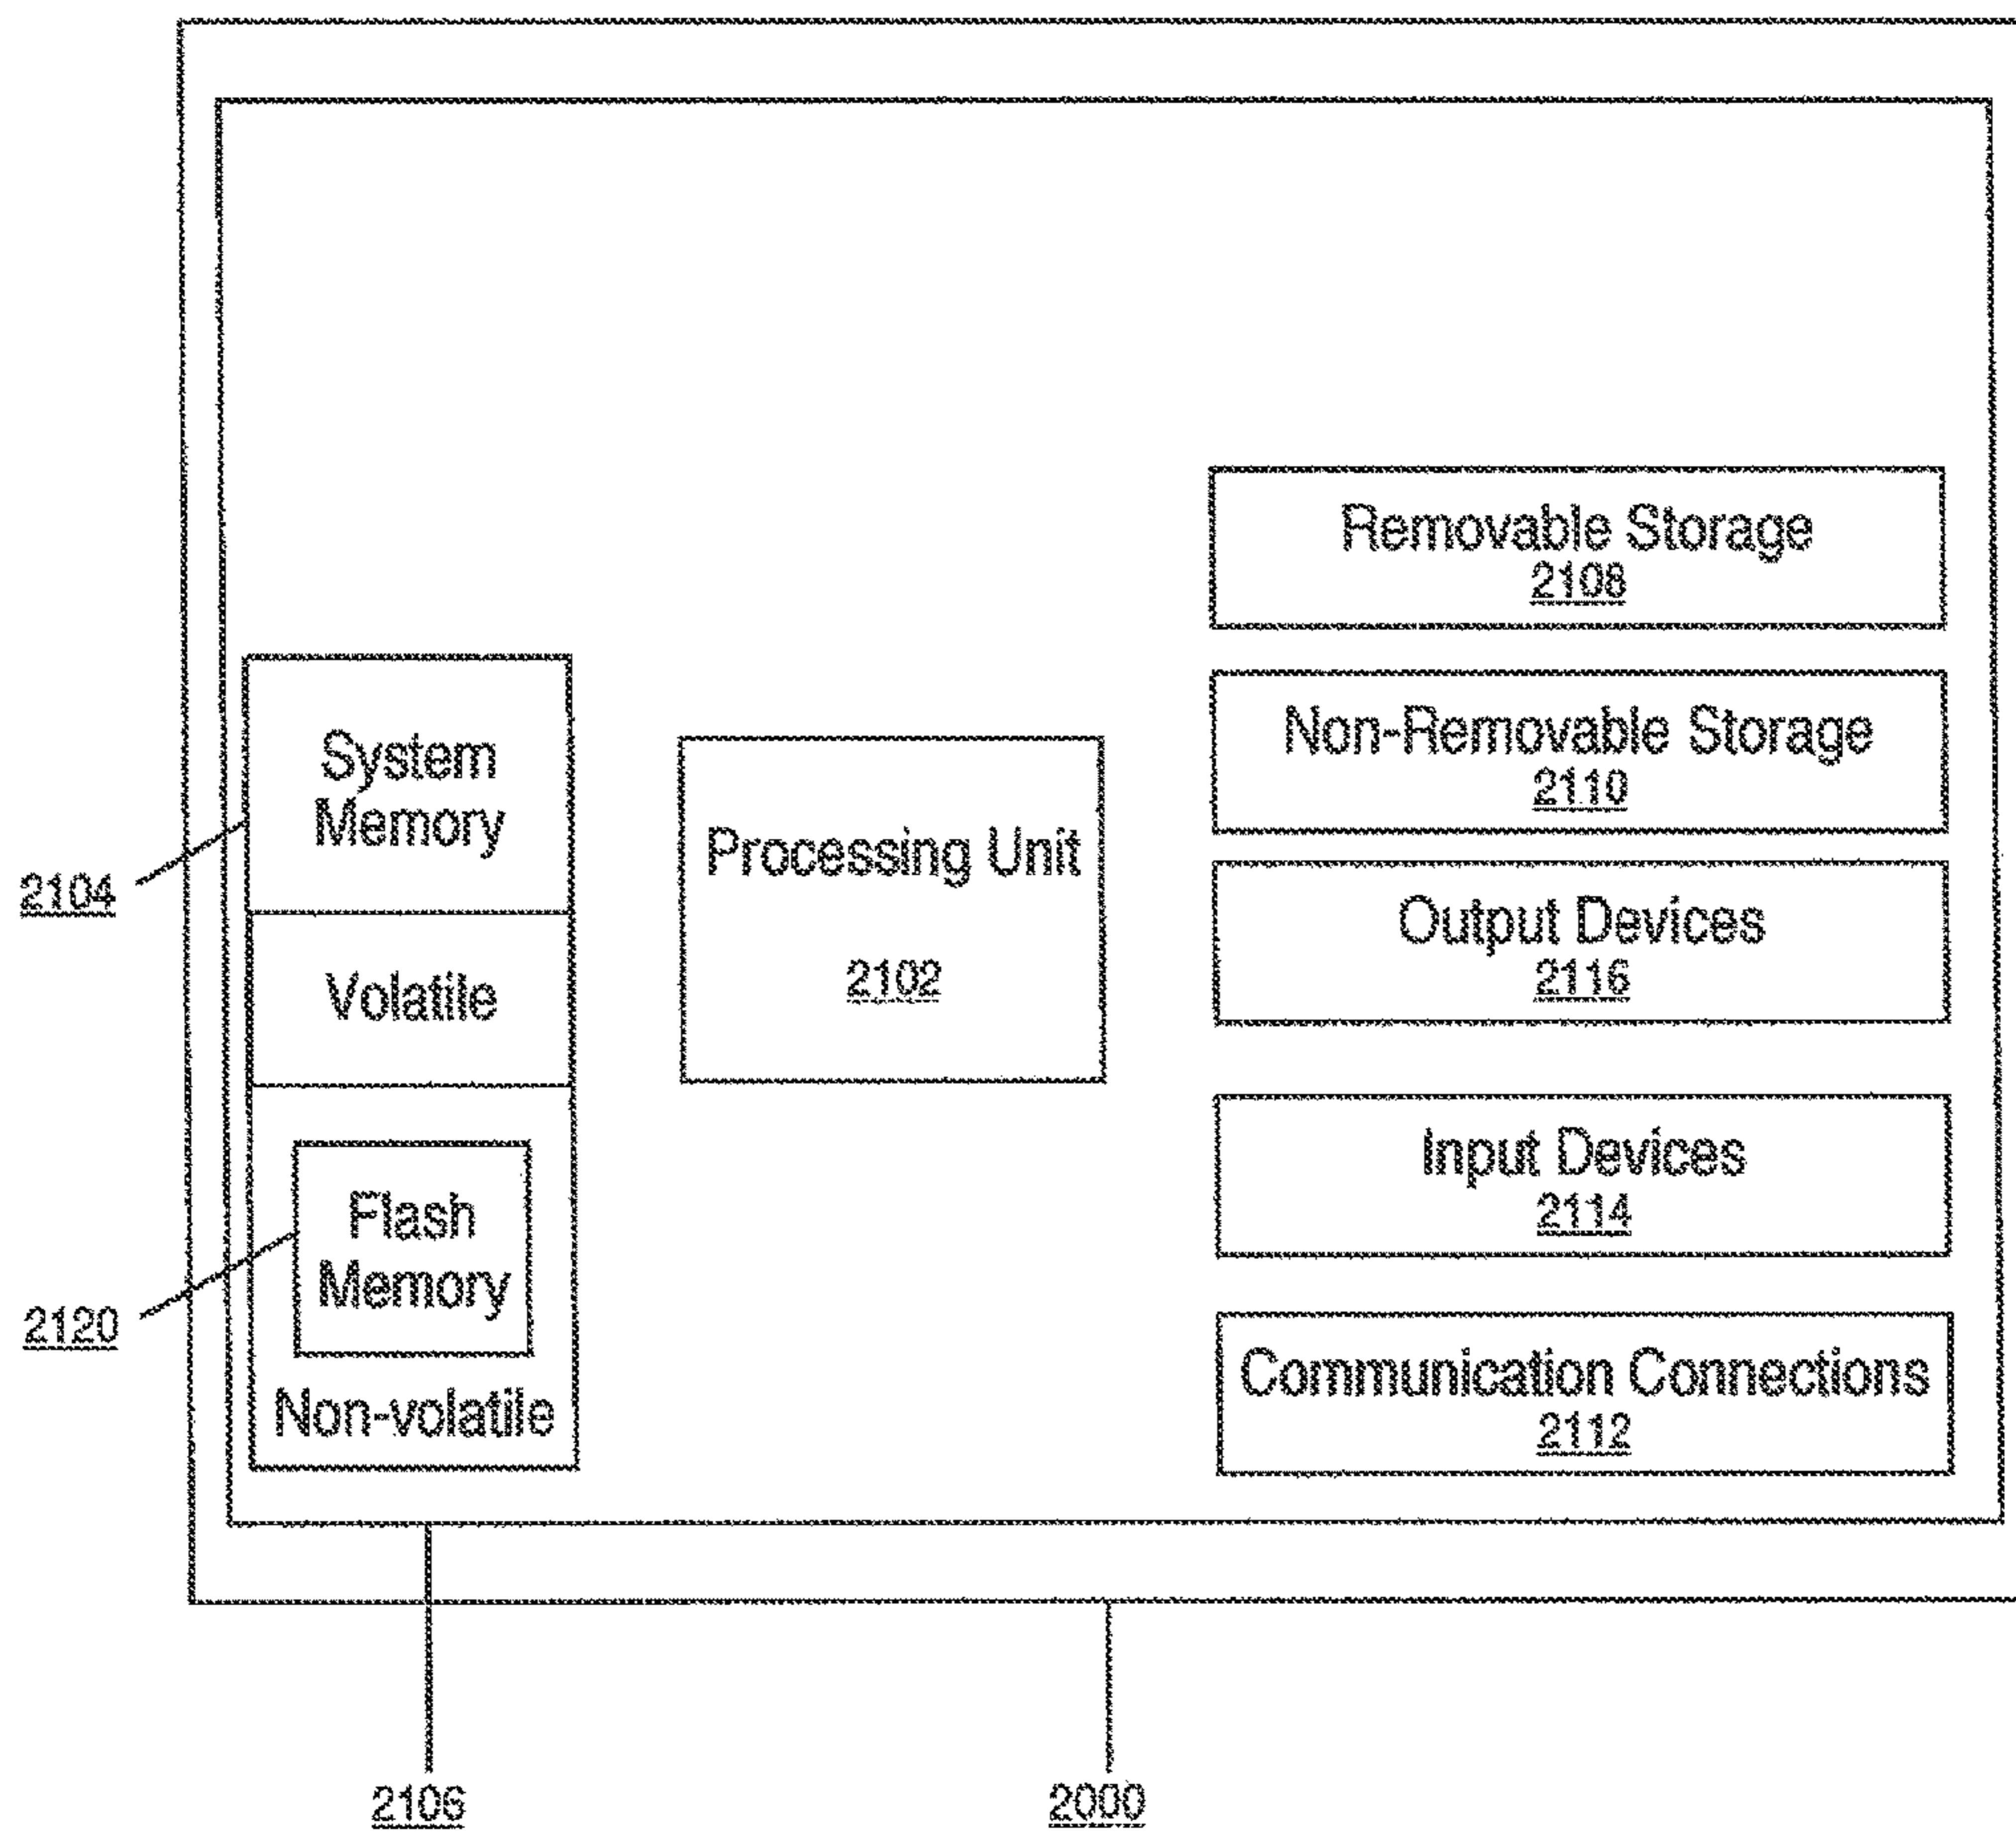 Removable Storage
2108
Non-Removable Storage
2110
System
Memory
Processing Unit
2102
2104
Output Devices
2116
Volatile
Input Devices
2114
Flash
Memory
2120
Non-volatile
Communication Connections
2112
2106
2000